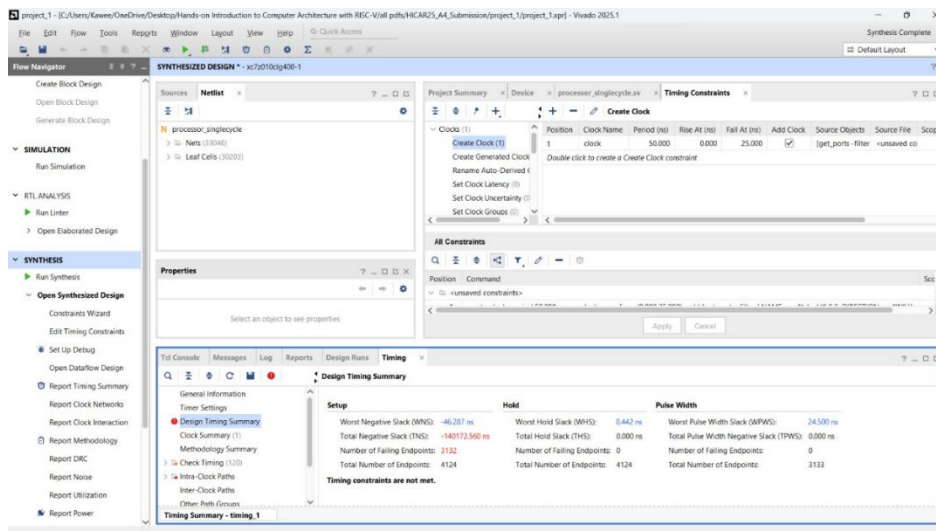 project_1 - [C:/Users/Kawee/OneDrive/Desktop/Hands-on Introduction to Computer Architecture with RISC-V/all pdfs/HICAR25_A4_Submission/project_1/project_1.xpr] - Vivado 2025.1
File Edit Flow Tools Reports Window Layout View Help Quick Access
Synthesis Complete
Default Layout
Flow Navigator
SYNTHESIZED DESIGN * - xc7z010clg400-1
Create Block Design
Open Block Design
Generate Block Design
SIMULATION
Run Simulation
RTL ANALYSIS
Run Linter
Open Elaborated Design
SYNTHESIS
Run Synthesis
Open Synthesized Design
Constraints Wizard
Edit Timing Constraints
Set Up Debug
Open Dataflow Design
Report Timing Summary
Report Clock Networks
Report Clock Interaction
Report Methodology
Report DRC
Report Noise
Report Utilization
Report Power
Sources Netlist
processor_singlecycle
Nets (33046)
Leaf Cells (30203)
Properties
Select an object to see properties
Project Summary Device processor_singlecycle.sv Timing Constraints
Create Clock
Clocks (1)
Create Clock (1)
Create Generated Clock
Rename Auto-Derived
Set Clock Latency (0)
Set Clock Uncertainty
Set Clock Groups (0)
Position Clock Name Period (ns) Rise At (ns) Fall At (ns) Add Clock Source Objects Source File Scop
1 clock 50.000 0.000 25.000 [get_ports -filter <unsaved co
Double click to create a Create Clock constraint
All Constraints
Position Command
<unsaved constraints>
Apply Cancel
Tcl Console Messages Log Reports Design Runs Timing
Design Timing Summary
General Information
Timer Settings
Design Timing Summary
Clock Summary (1)
Methodology Summary
Check Timing (120)
Intra-Clock Paths
Inter-Clock Paths
Other Path Groups
Setup Hold Pulse Width
Worst Negative Slack (WNS): -46.287 ns Worst Hold Slack (WHS): 0.442 ns Worst Pulse Width Slack (WPWS): 24.500 ns
Total Negative Slack (TNS): -140172.560 ns Total Hold Slack (THS): 0.000 ns Total Pulse Width Negative Slack (TPWS): 0.000 ns
Number of Failing Endpoints: 3132 Number of Failing Endpoints: 0 Number of Failing Endpoints: 0
Total Number of Endpoints: 4124 Total Number of Endpoints: 4124 Total Number of Endpoints: 3133
Timing constraints are not met.
Timing Summary - timing_1